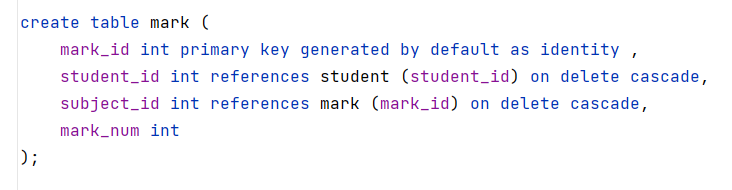 create table mark (
    mark_id int primary key generated by default as identity ,
    student_id int references student (student_id) on delete cascade,
    subject_id int references mark (mark_id) on delete cascade,
    mark_num int
);